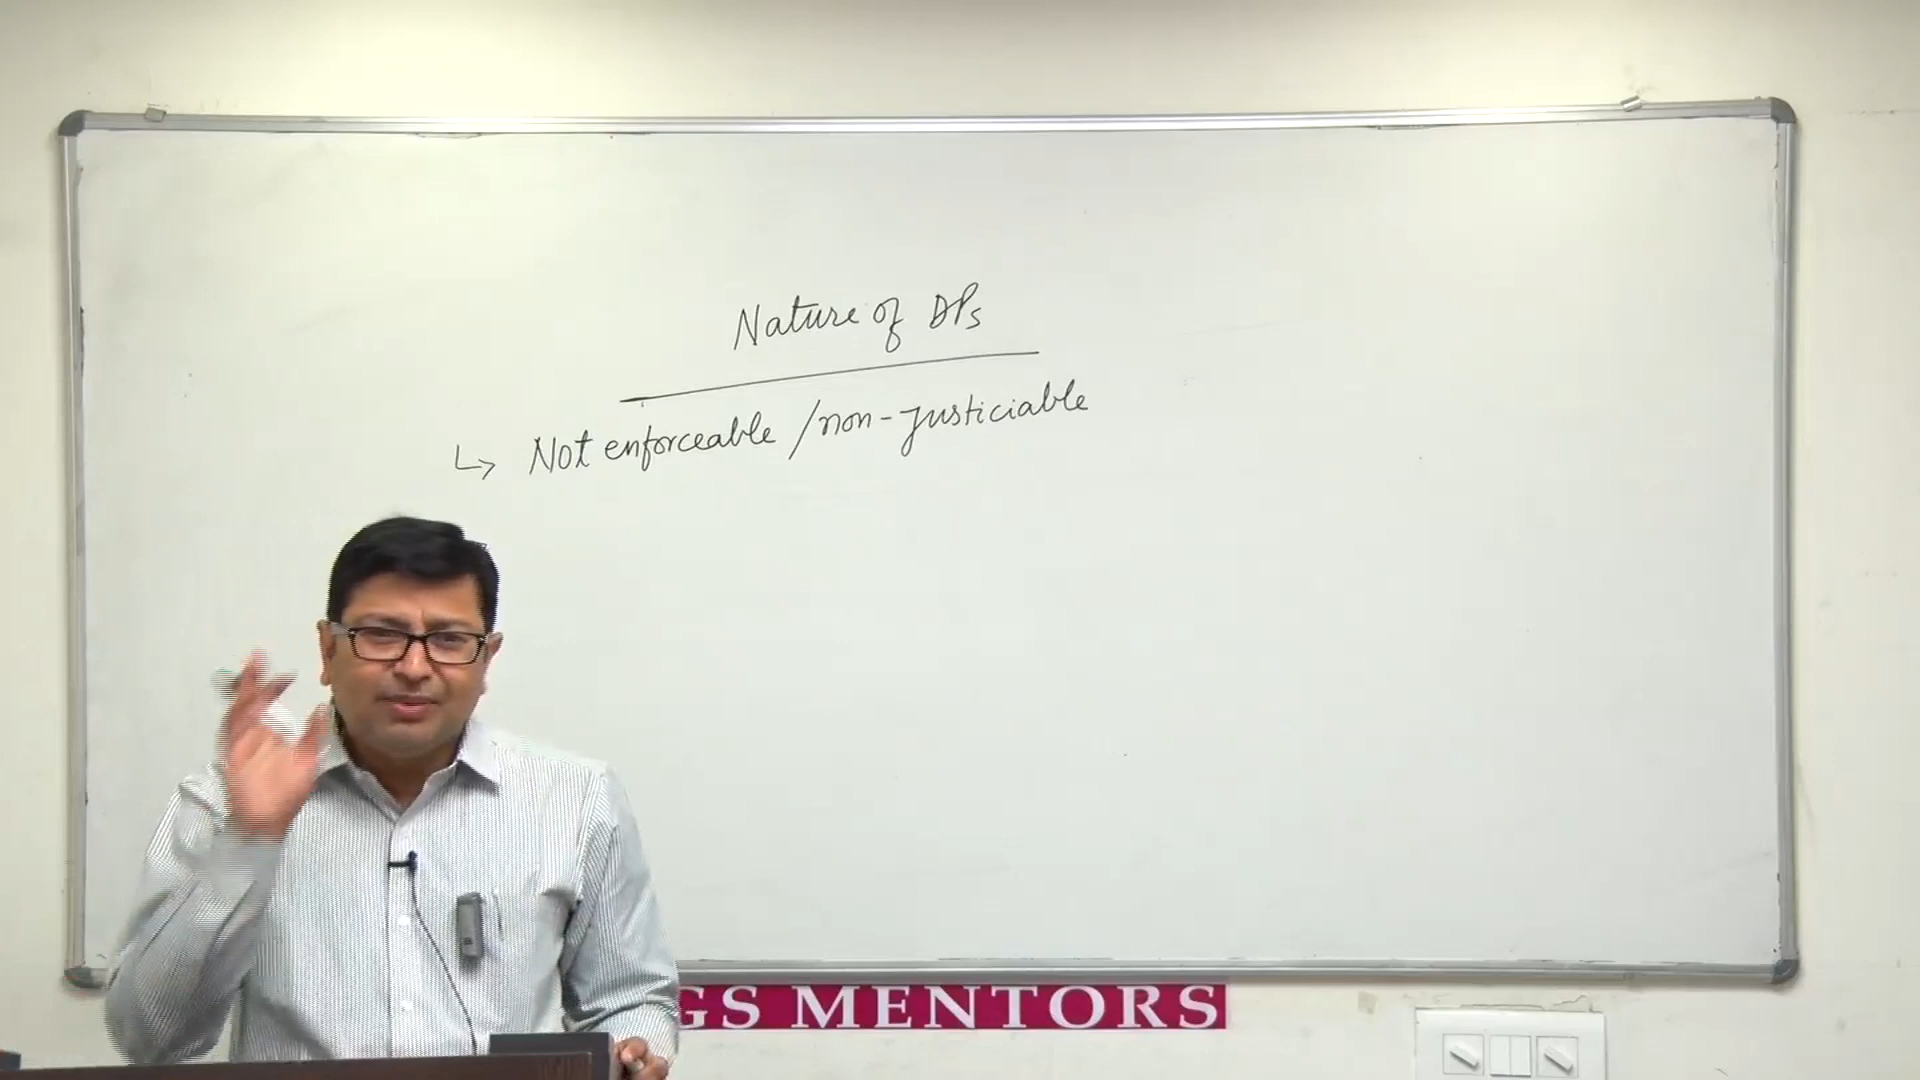 Nature of DPs
↳ Not enforceable / non-justiciable
GS MENTORS